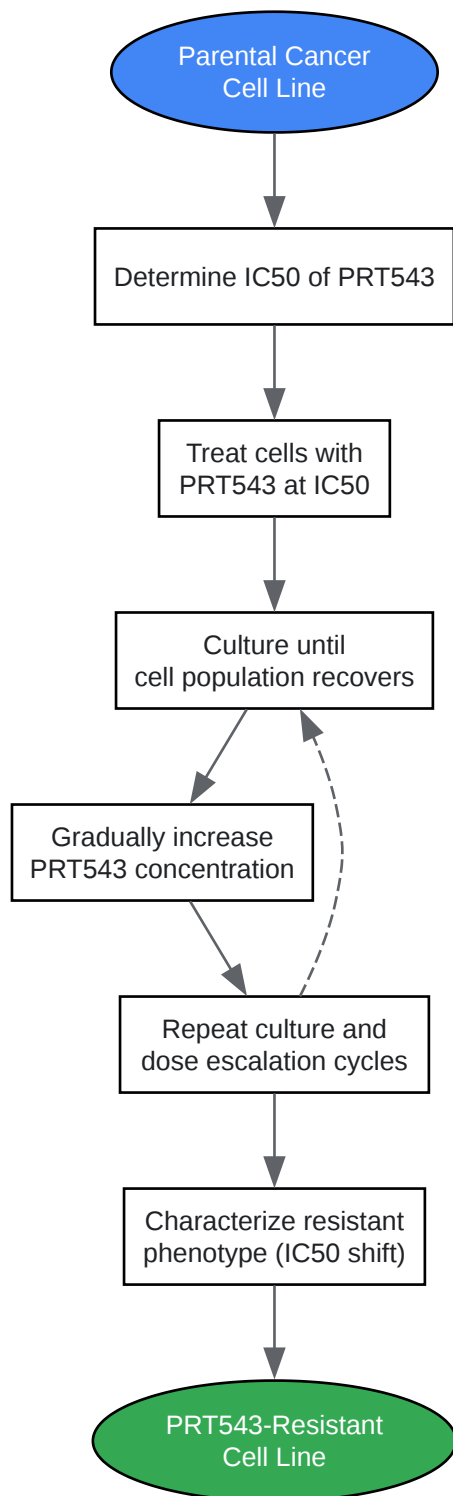 Parental Cancer
Cell Line
Determine IC50 of PRT543
Treat cells with
PRT543 at IC50
Culture until
cell population recovers
Gradually increase
PRT543 concentration
Repeat culture and
dose escalation cycles
Characterize resistant
phenotype (IC50 shift)
PRT543-Resistant
Cell Line